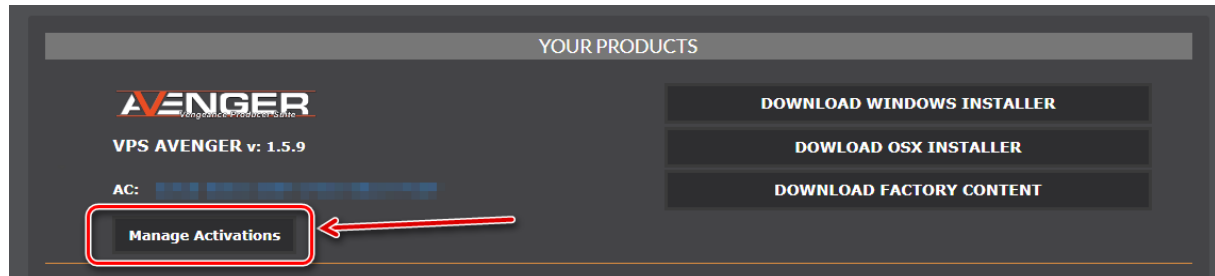 YOUR PRODUCTS
AVENGER
Vengeance Producer Suite
VPS AVENGER v: 1.5.9
AC:
Manage Activations
DOWNLOAD WINDOWS INSTALLER
DOWLOAD OSX INSTALLER
DOWNLOAD FACTORY CONTENT